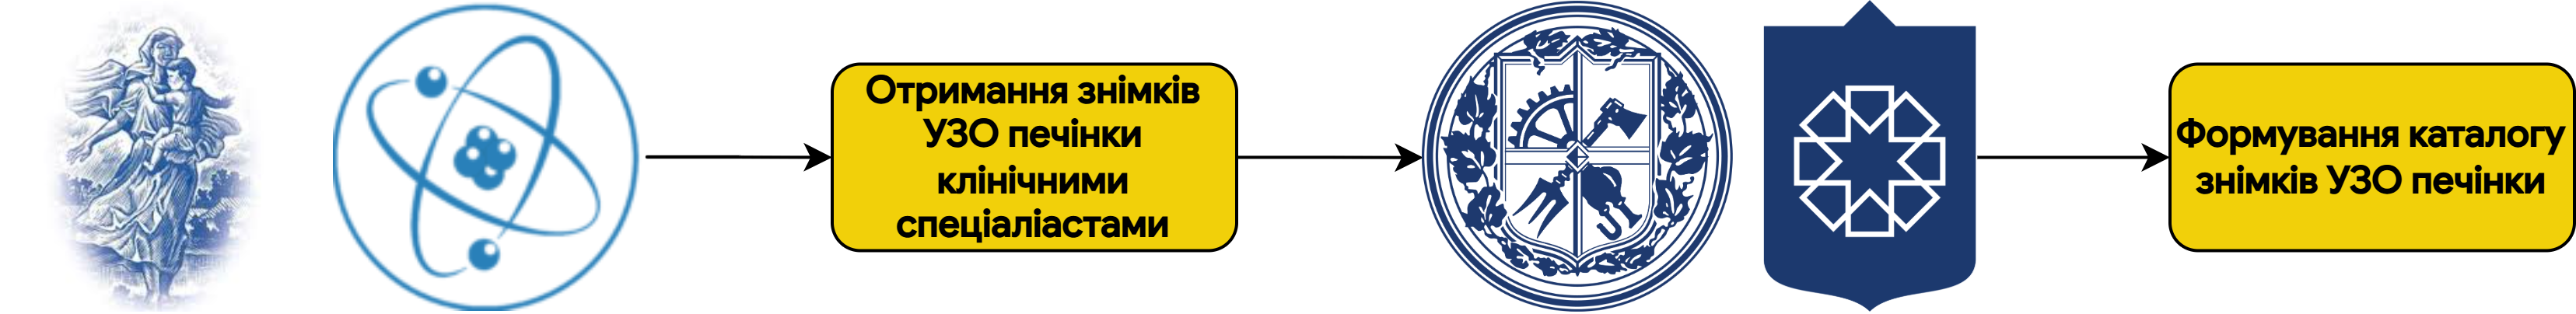 Отримання знімків
УЗО печінки
клінічними
спеціаліастами
Формування каталогу
знімків УЗО печінки